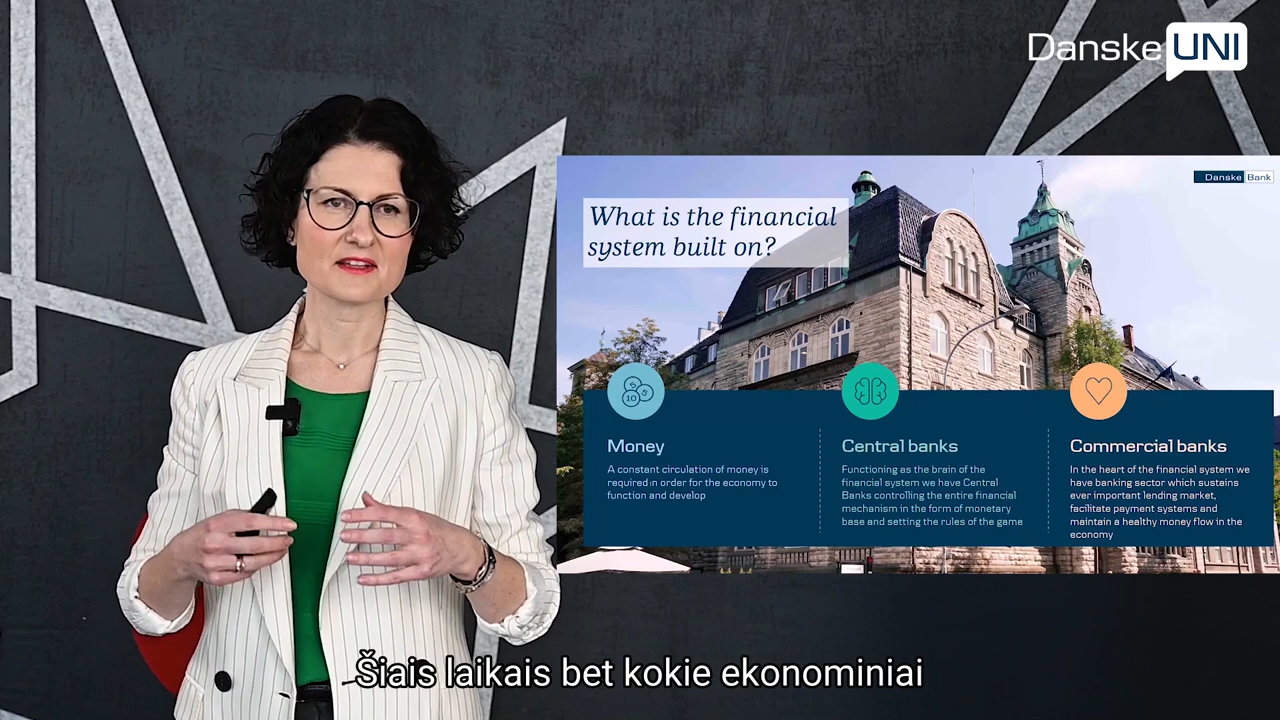 Danske UNI
Danske Bank
What is the financial
system built on?
10
Money
A constant circulation of money is
required in order for the economy to
function and develop
Central banks
Functioning as the brain of the
financial system we have Central
Banks controlling the entire financial
mechanism in the form of monetary
base and setting the rules of the game
Commercial banks
In the heart of the financial system we
have banking sector which sustains
ever important lending market,
facilitate payment systems and
maintain a healthy money flow in the
economy
Šiais laikais bet kokie ekonominiai